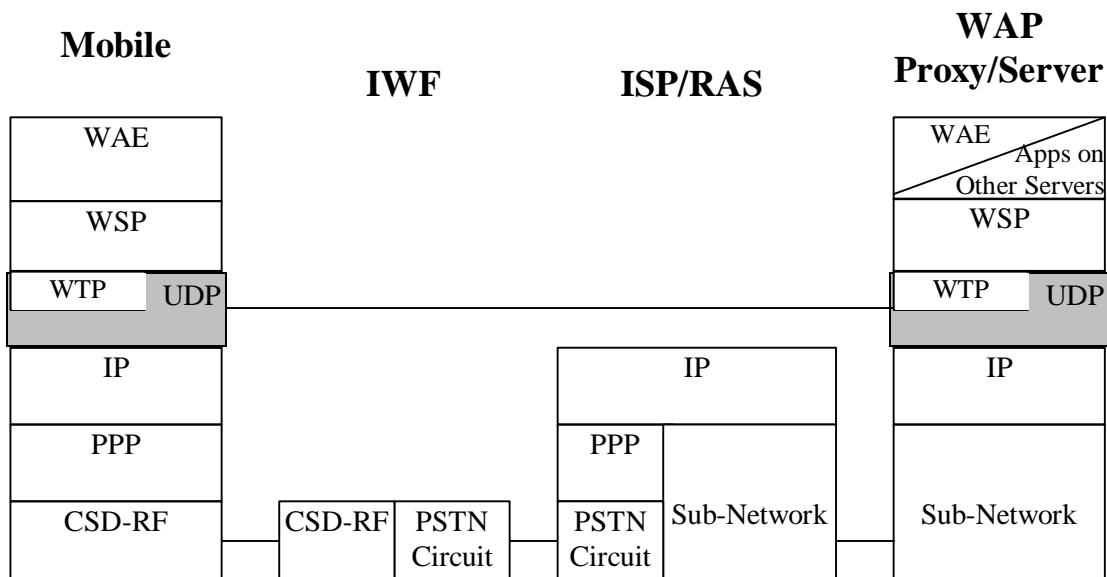 Mobile
IWF
ISP/RAS
WAP
Proxy/Server
WAE
WSP
WTP
UDP
IP
PPP
CSD-RF
CSD-RF
PSTN
Circuit
IP
PPP
PSTN
Circuit
Sub-Network
WAE
Apps on
Other Servers
WSP
WTP
UDP
IP
Sub-Network